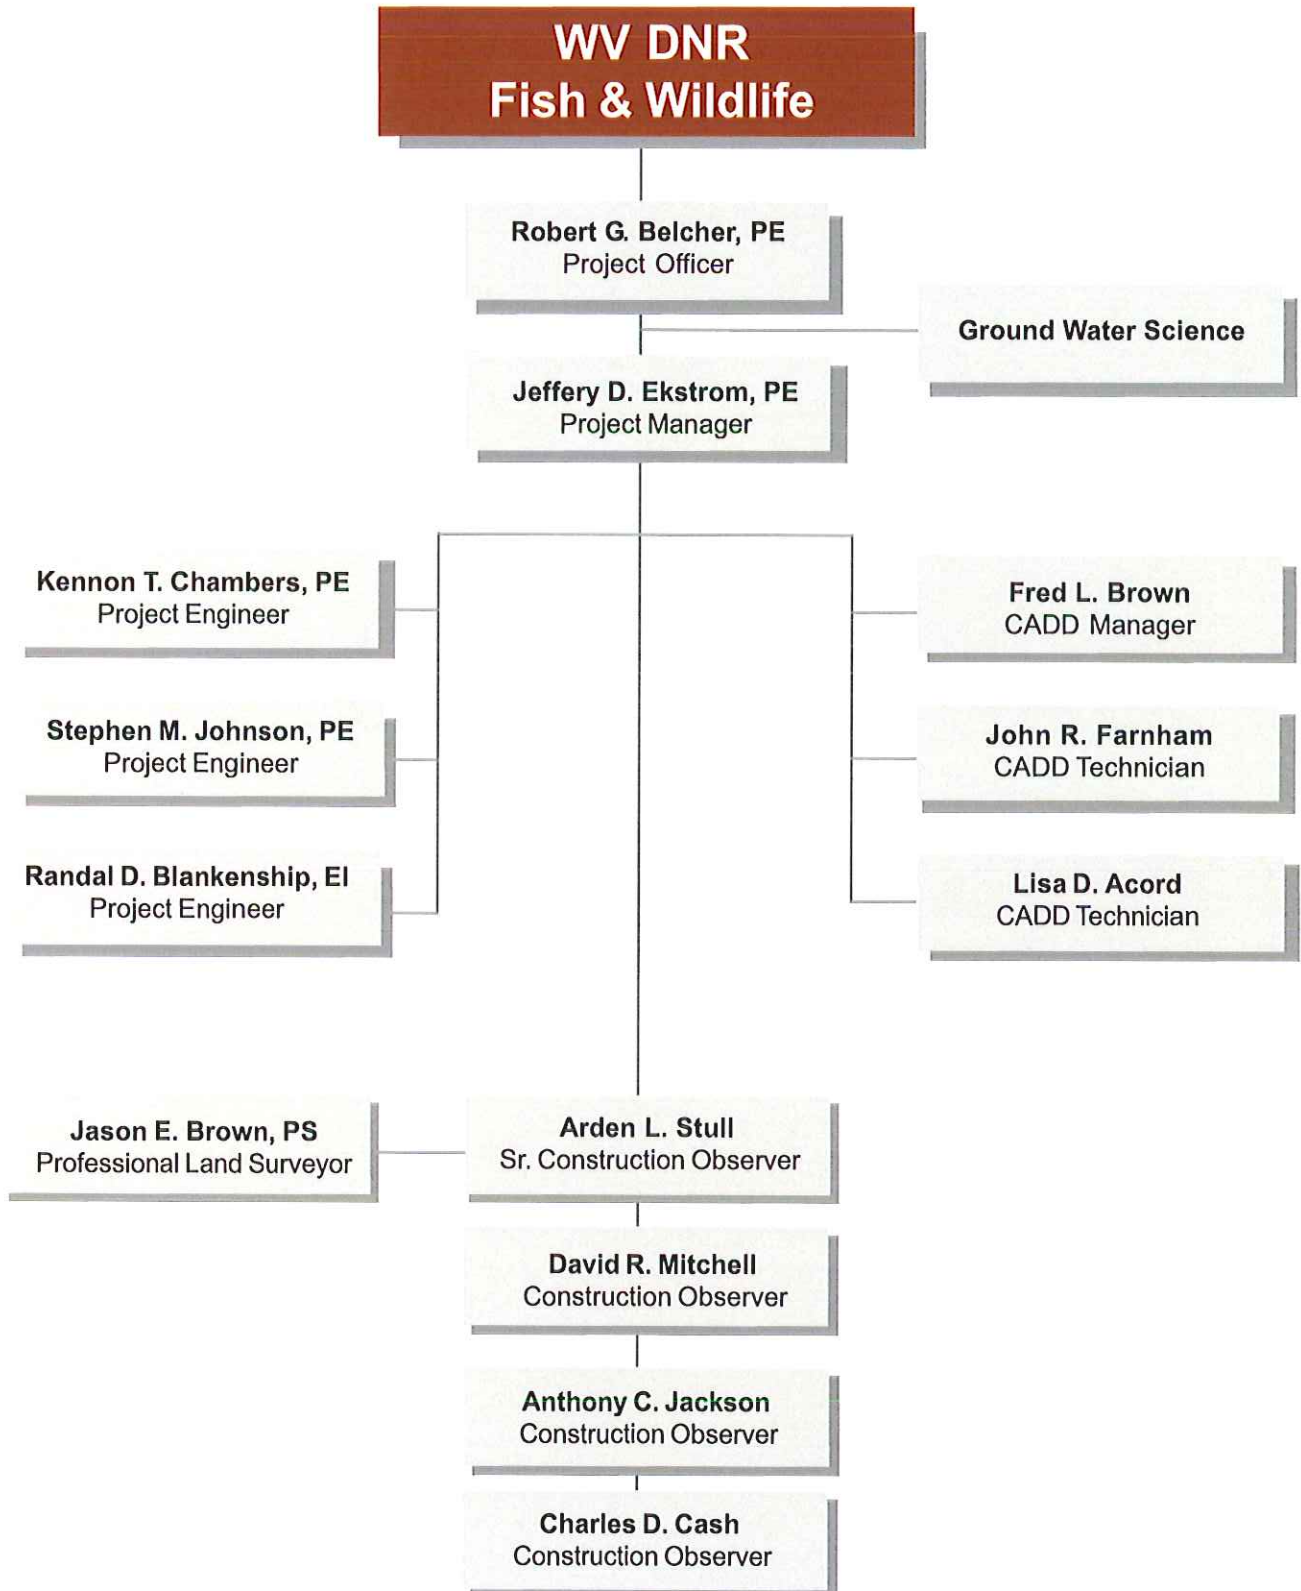 WV DNR
Fish & Wildlife
Robert G. Belcher, PE
Project Officer
Ground Water Science
Jeffery D. Ekstrom, PE
Project Manager
Kennon T. Chambers, PE
Project Engineer
Fred L. Brown
CADD Manager
Stephen M. Johnson, PE
Project Engineer
John R. Farnham
CADD Technician
Randal D. Blankenship, EI
Project Engineer
Lisa D. Acord
CADD Technician
Jason E. Brown, PS
Professional Land Surveyor
Arden L. Stull
Sr. Construction Observer
David R. Mitchell
Construction Observer
Anthony C. Jackson
Construction Observer
Charles D. Cash
Construction Observer